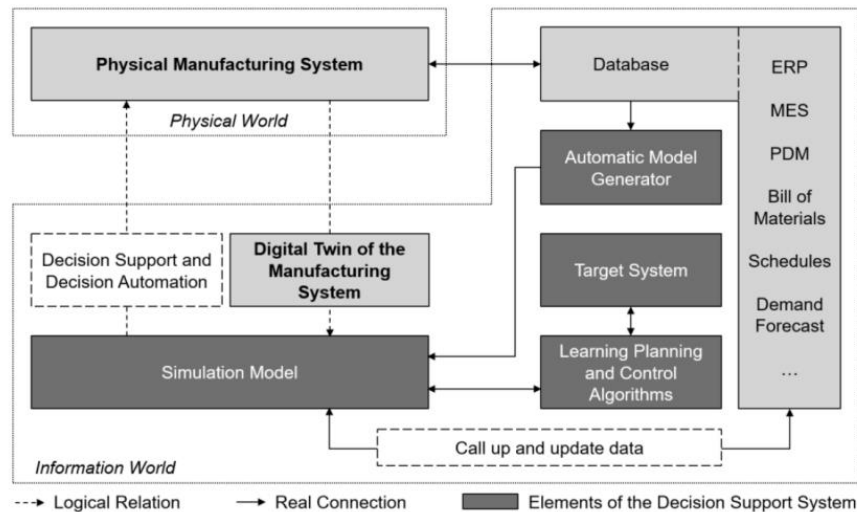 Physical Manufacturing System
Physical World
Database
ERP
MES
PDM
Bill of
Materials
Schedules
Demand
Forecast
...
Automatic Model
Generator
Decision Support and
Decision Automation
Digital Twin of the
Manufacturing
System
Target System
Simulation Model
Learning Planning
and Control
Algorithms
Call up and update data
Information World
Logical Relation
Real Connection
Elements of the Decision Support System